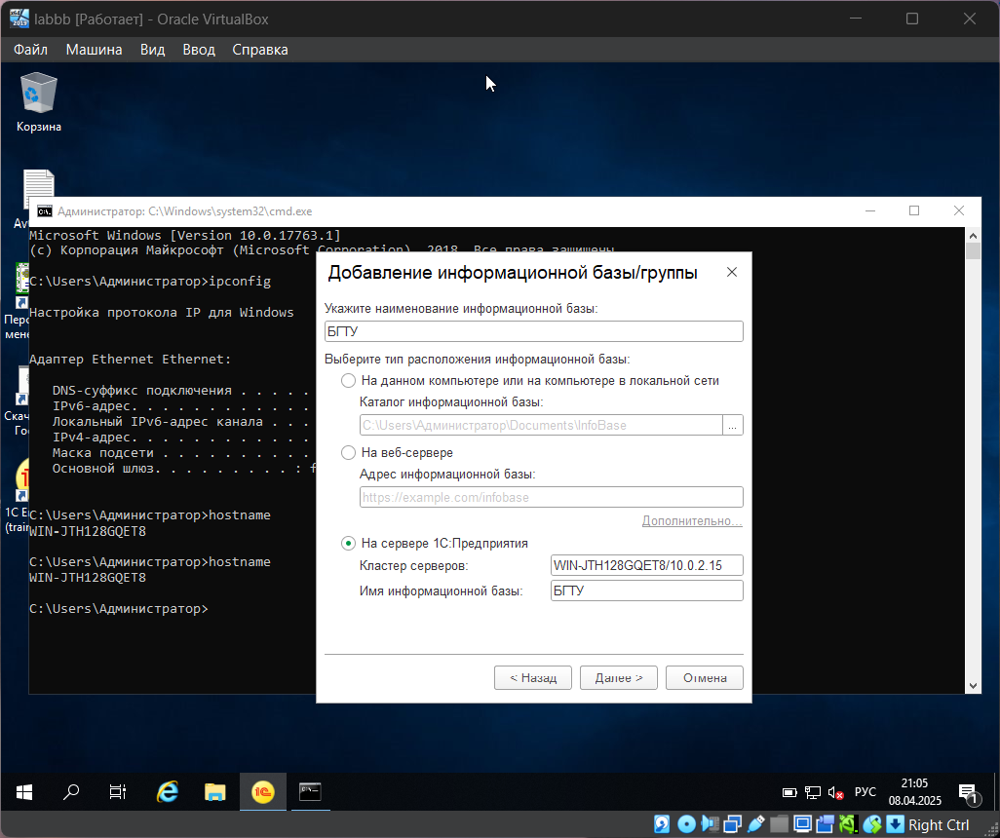 labbb [Работает] - Oracle VirtualBox
Файл Машина Вид Ввод Справка
Корзина
Администратор: C:\Windows\system32\cmd.exe
Microsoft Windows [Version 10.0.17763.1]
(c) Корпорация Майкрософт (Microsoft Corporation), 2018. Все права защищены.
C:\Users\Администратор>ipconfig
Настройка протокола IP для Windows
Адаптер Ethernet Ethernet:
DNS-суффикс подключения . . . . .
IPv6-адрес. . . . . . . . . . . .
Локальный IPv6-адрес канала . . .
IPv4-адрес. . . . . . . . . . . .
Маска подсети . . . . . . . . . .
Основной шлюз. . . . . . . . . : f
C:\Users\Администратор>hostname
WIN-JTH128GQET8
C:\Users\Администратор>hostname
WIN-JTH128GQET8
C:\Users\Администратор>
Добавление информационной базы/группы
Укажите наименование информационной базы:
БГТУ
Выберите тип расположения информационной базы:
На данном компьютере или на компьютере в локальной сети
Каталог информационной базы:
C:\Users\Администратор\Documents\InfoBase
...
На веб-сервере
Адрес информационной базы:
https://example.com/infobase
Дополнительно...
На сервере 1С:Предприятия
Кластер серверов:
WIN-JTH128GQET8/10.0.2.15
Имя информационной базы:
БГТУ
< Назад Далее > Отмена
РУС
21:05
08.04.2025
1
Right Ctrl